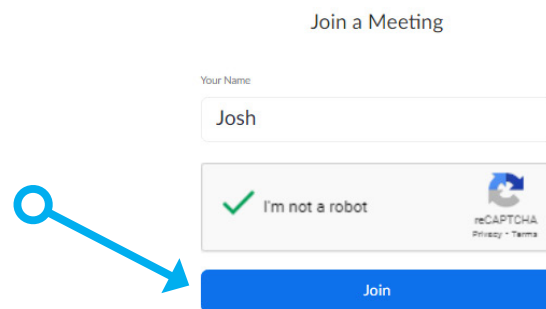 Join a Meeting
Your Name
Josh
I'm not a robot
reCAPTCHA
Privacy - Terms
Join